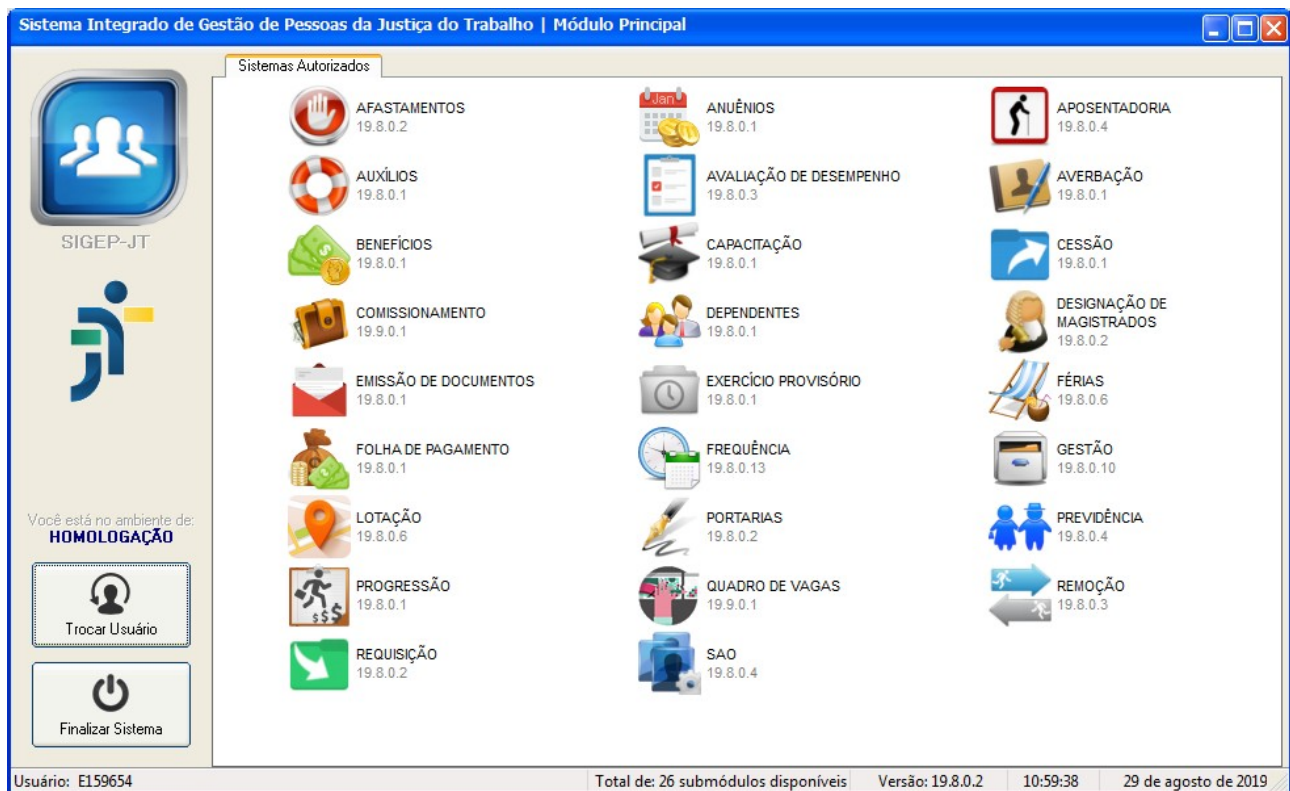 Sistema Integrado de Gestão de Pessoas da Justiça do Trabalho | Módulo Principal
Sistemas Autorizados
SIGEP-JT
Você está no ambiente de:
HOMOLOGAÇÃO
Trocar Usuário
Finalizar Sistema
AFASTAMENTOS
19.8.0.2
Jan
ANUÊNIOS
19.8.0.1
APOSENTADORIA
19.8.0.4
AUXÍLIOS
19.8.0.1
AVALIAÇÃO DE DESEMPENHO
19.8.0.3
AVERBAÇÃO
19.8.0.1
BENEFÍCIOS
19.8.0.1
CAPACITAÇÃO
19.8.0.1
CESSÃO
19.8.0.1
COMISSIONAMENTO
19.9.0.1
DEPENDENTES
19.8.0.1
DESIGNAÇÃO DE
MAGISTRADOS
19.8.0.2
EMISSÃO DE DOCUMENTOS
19.8.0.1
EXERCÍCIO PROVISÓRIO
19.8.0.1
FÉRIAS
19.8.0.6
FOLHA DE PAGAMENTO
19.8.0.1
FREQUÊNCIA
19.8.0.13
GESTÃO
19.8.0.10
LOTAÇÃO
19.8.0.6
PORTARIAS
19.8.0.2
PREVIDÊNCIA
19.8.0.4
$$$
PROGRESSÃO
19.8.0.1
QUADRO DE VAGAS
19.9.0.1
REMOÇÃO
19.8.0.3
REQUISIÇÃO
19.8.0.2
SAO
19.8.0.4
Usuário: E159654
Total de: 26 submódulos disponíveis
Versão: 19.8.0.2
10:59:38
29 de agosto de 2019